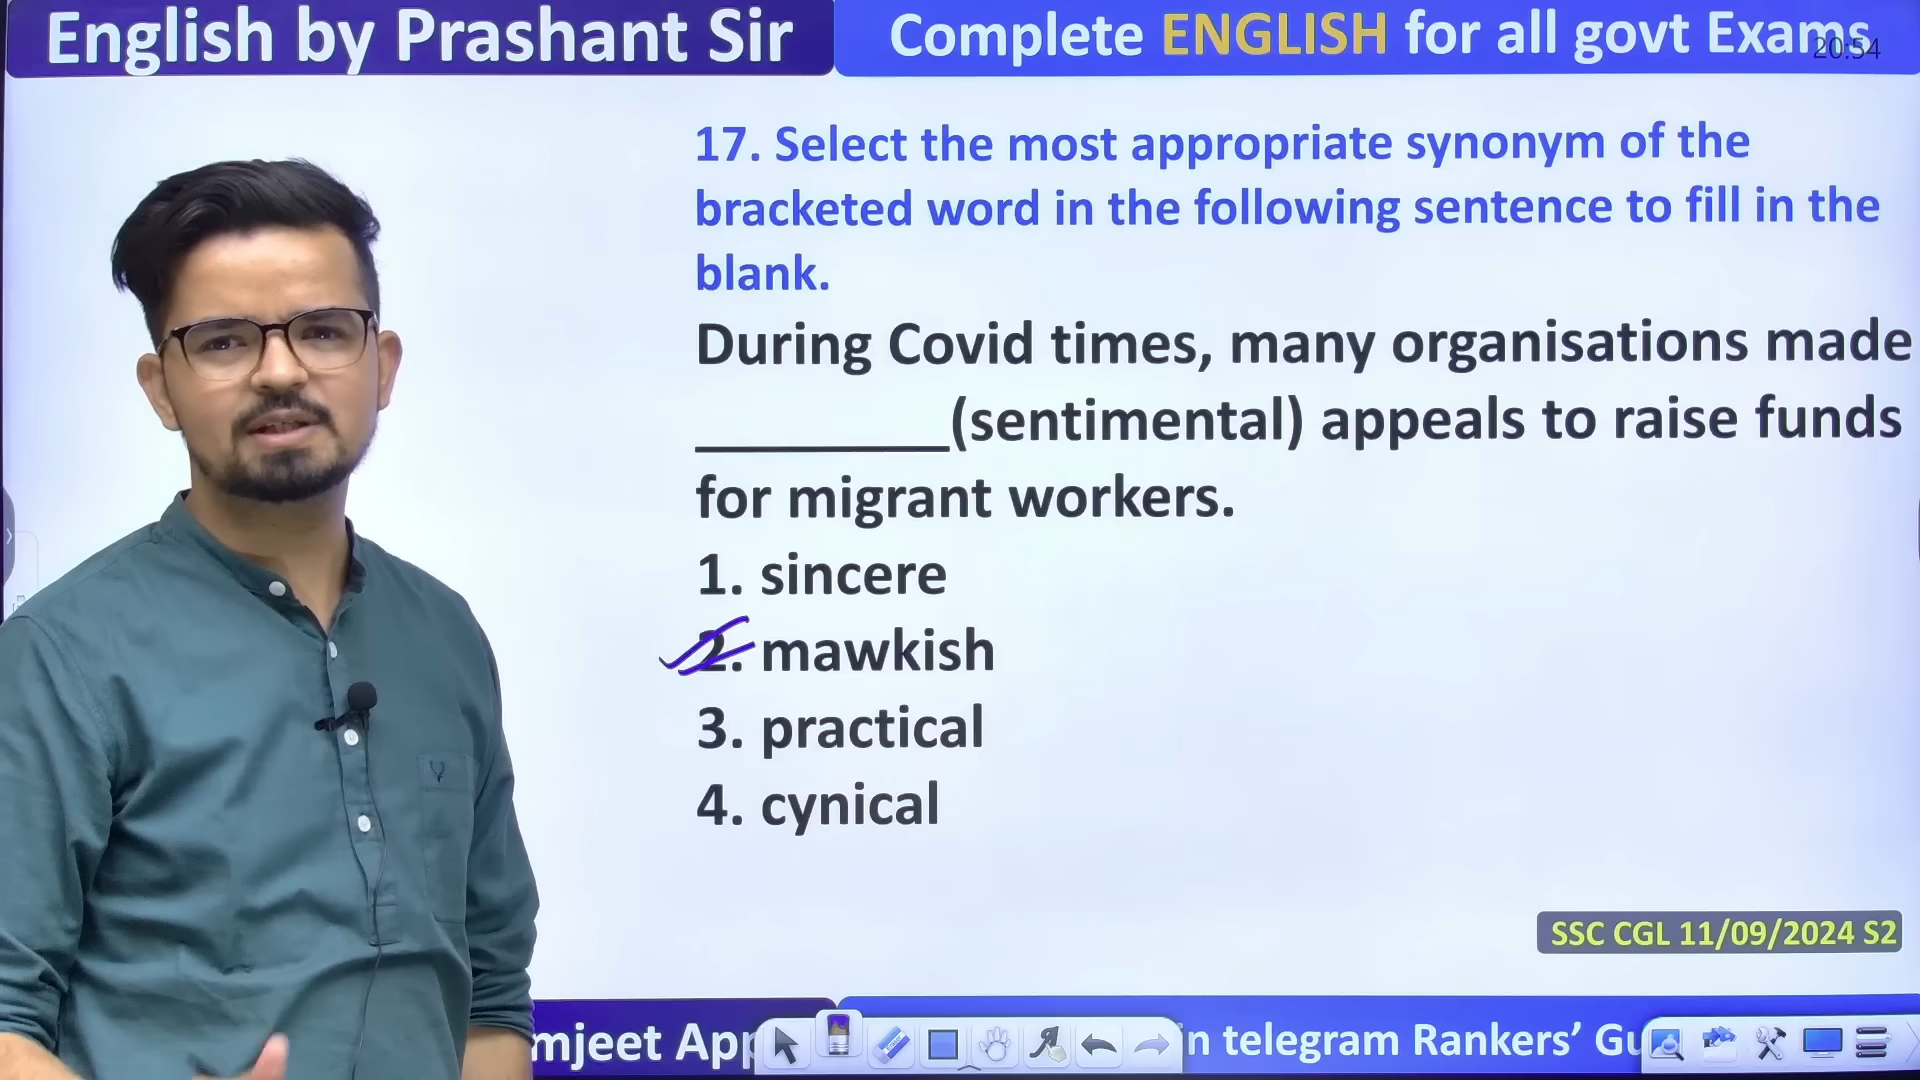 English by Prashant Sir
Complete ENGLISH for all govt Exams
20:54
17. Select the most appropriate synonym of the
bracketed word in the following sentence to fill in the
blank.
During Covid times, many organisations made
________(sentimental) appeals to raise funds
for migrant workers.
1. sincere
2. mawkish
3. practical
4. cynical
SSC CGL 11/09/2024 S2
mjeet App
in telegram Rankers’ Gu